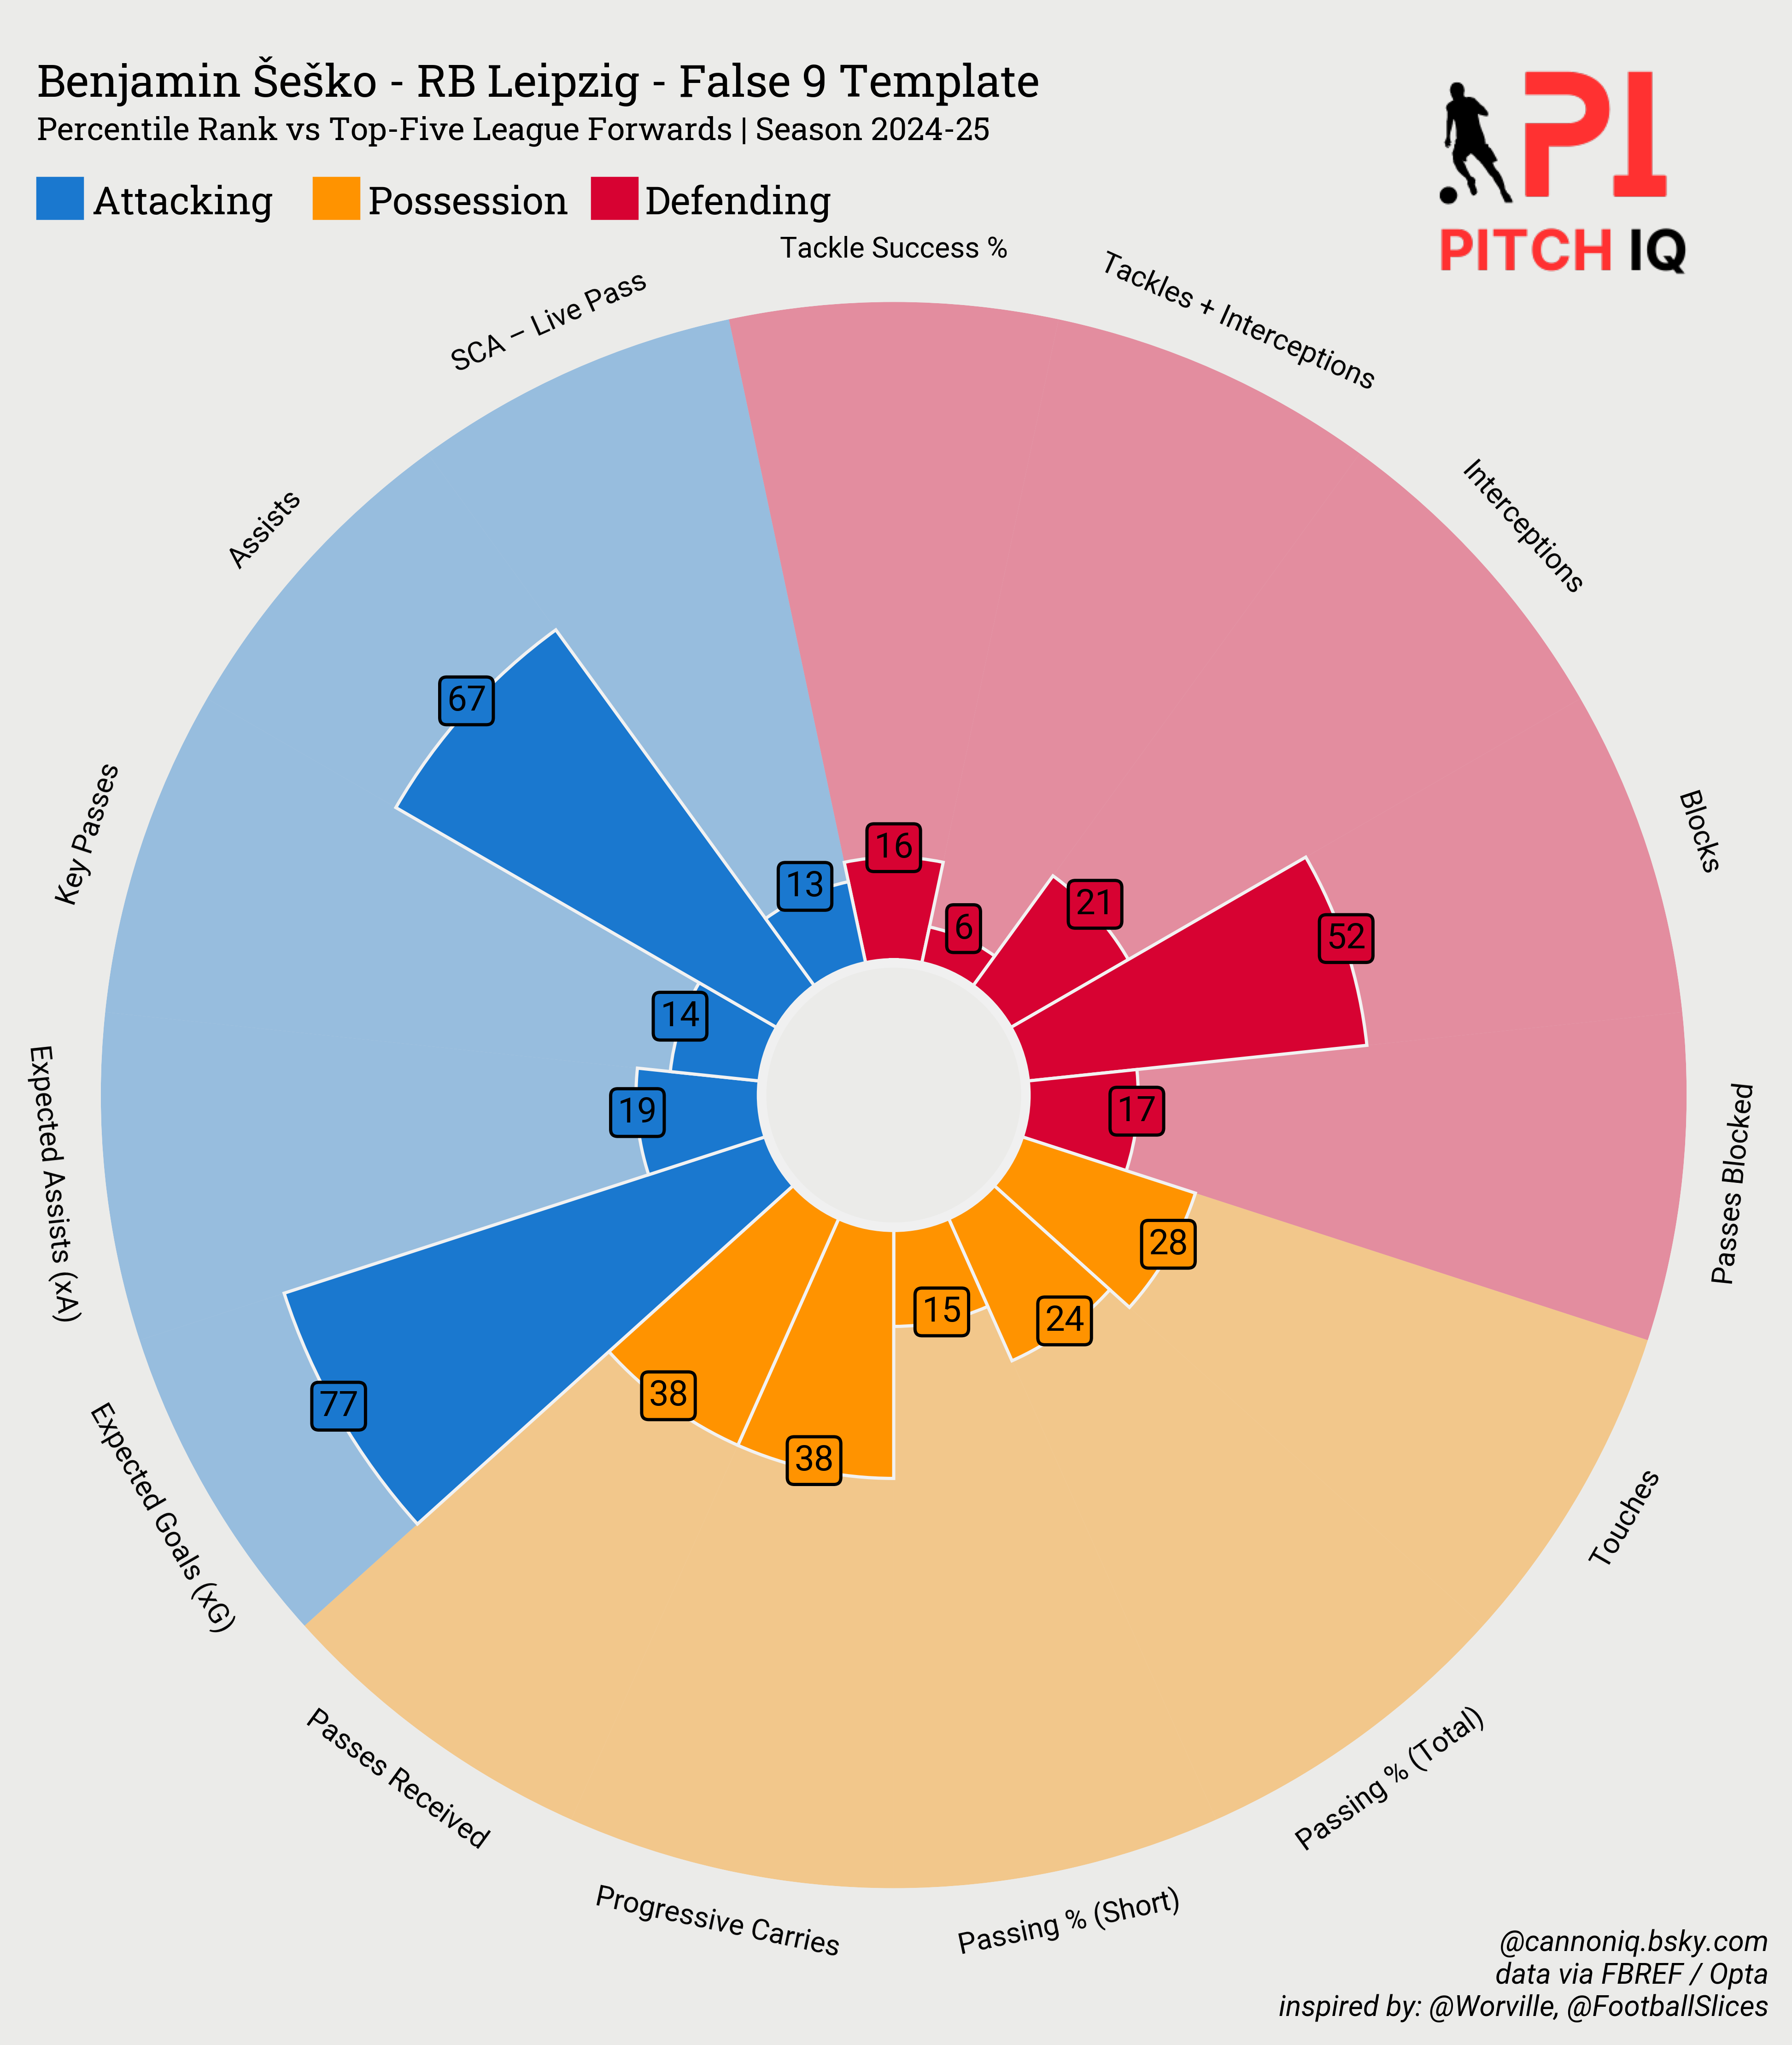 Benjamin Šeško - RB Leipzig - False 9 Template
Percentile Rank vs Top-Five League Forwards | Season 2024-25
Attacking
Possession
Defending
PI
PITCH IQ
Tackle Success %
Tackles + Interceptions
Interceptions
Blocks
Passes Blocked
Touches
Passing % (Total)
Passing % (Short)
Progressive Carries
Passes Received
Expected Goals (xG)
Expected Assists (xA)
Key Passes
Assists
SCA – Live Pass
16
6
21
52
17
28
24
15
38
38
77
19
14
67
13
@cannoniq.bsky.com
data via FBREF / Opta
inspired by: @Worville, @FootballSlices